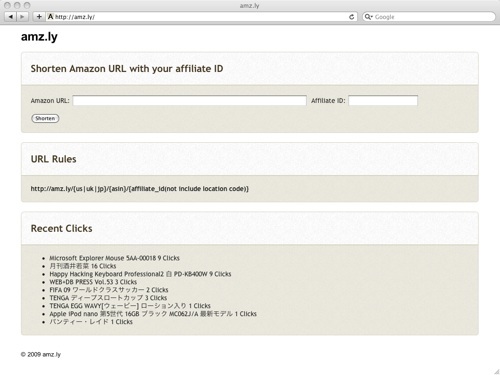 amz.ly
http://amz.ly/
Google
amz.ly
Shorten Amazon URL with your affiliate ID
Amazon URL:
Affiliate ID:
Shorten
URL Rules
http://amz.ly/{us|uk|jp}/{asin}/{affiliate_id(not include location code)}
Recent Clicks
Microsoft Explorer Mouse 5AA-00018 9 Clicks
月刊酒井若菜 16 Clicks
Happy Hacking Keyboard Professional2 白 PD-KB400W 9 Clicks
WEB+DB PRESS Vol.53 3 Clicks
FIFA 09 ワールドクラスサッカー 2 Clicks
TENGA ディープスロートカップ 3 Clicks
TENGA EGG WAVY[ウェービー] ローション入り 1 Clicks
Apple iPod nano 第5世代 16GB ブラック MC062J/A 最新モデル 1 Clicks
パンティー・レイド 1 Clicks
© 2009 amz.ly